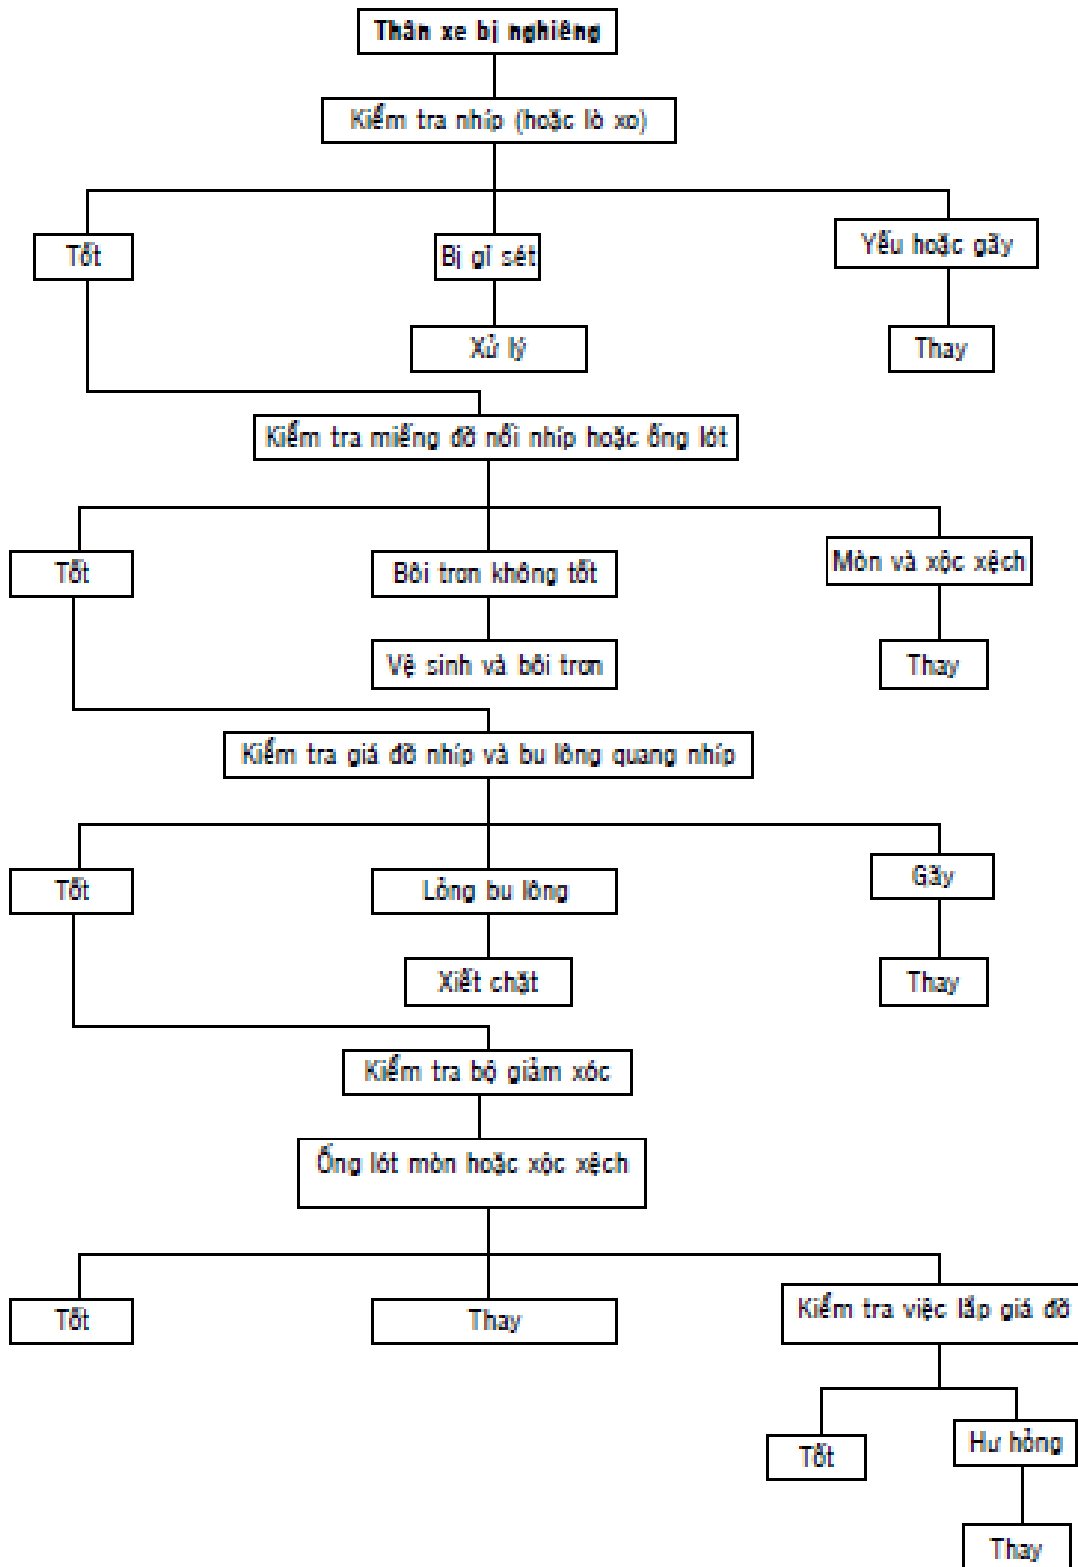 Thân xe bị nghiêng
Kiểm tra nhíp (hoặc lò xo)
Tốt
Bị gỉ sét
Yếu hoặc gãy
Xử lý
Thay
Kiểm tra miếng đỡ nối nhíp hoặc ống lót
Tốt
Bôi trơn không tốt
Mòn và xộc xệch
Vệ sinh và bôi trơn
Thay
Kiểm tra giá đỡ nhíp và bu lông quang nhíp
Tốt
Lỏng bu lông
Gãy
Xiết chặt
Thay
Kiểm tra bộ giảm xóc
Ống lót mòn hoặc xộc xệch
Tốt
Thay
Kiểm tra việc lắp giá đỡ
Tốt
Hư hỏng
Thay